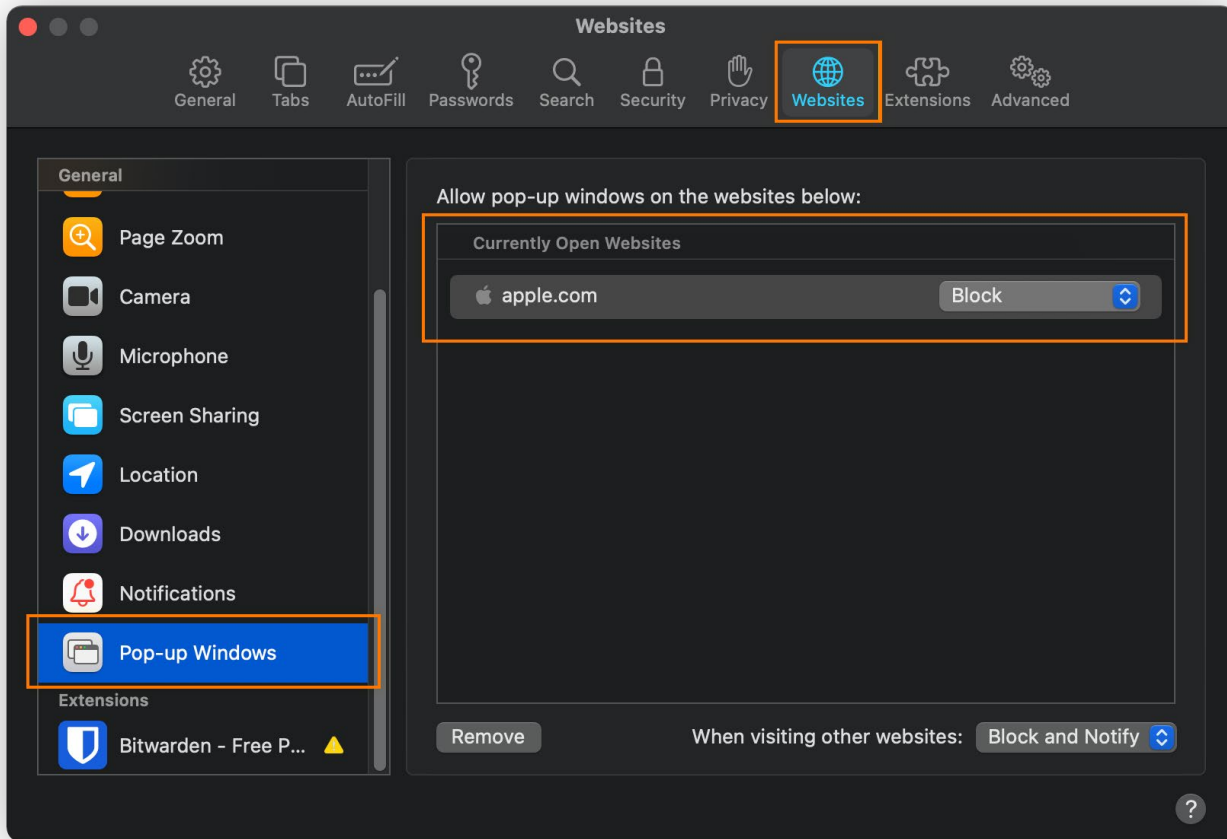 Websites
General
Tabs
AutoFill
Passwords
Search
Security
Privacy
Websites
Extensions
Advanced
General
Page Zoom
Camera
Microphone
Screen Sharing
Location
Downloads
Notifications
Pop-up Windows
Extensions
Bitwarden - Free P...
Allow pop-up windows on the websites below:
Currently Open Websites
apple.com Block
Remove
When visiting other websites: Block and Notify
?